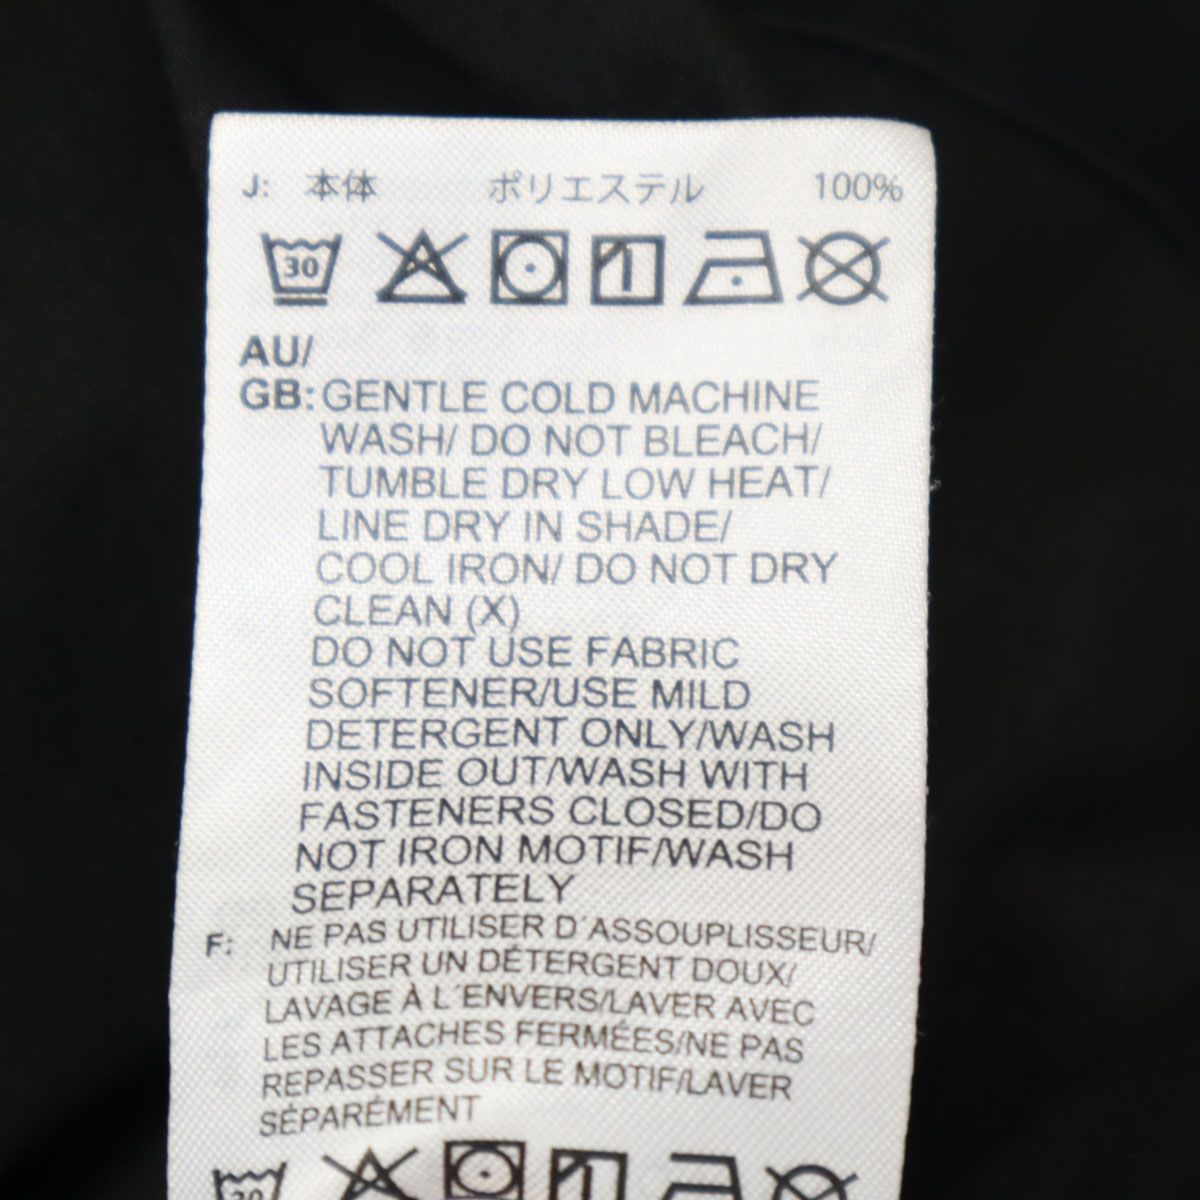 J: 本体 ポリエステル 100%
30
AU/
GB: GENTLE COLD MACHINE
WASH/ DO NOT BLEACH/
TUMBLE DRY LOW HEAT/
LINE DRY IN SHADE/
COOL IRON/ DO NOT DRY
CLEAN (X)
DO NOT USE FABRIC
SOFTENER/USE MILD
DETERGENT ONLY/WASH
INSIDE OUT/WASH WITH
FASTENERS CLOSED/DO
NOT IRON MOTIF/WASH
SEPARATELY
F: NE PAS UTILISER D´ASSOUPLISSEUR/
UTILISER UN DÉTERGENT DOUX/
LAVAGE À L´ENVERS/LAVER AVEC
LES ATTACHES FERMÉES/NE PAS
REPASSER SUR LE MOTIF/LAVER
SÉPARÉMENT
30